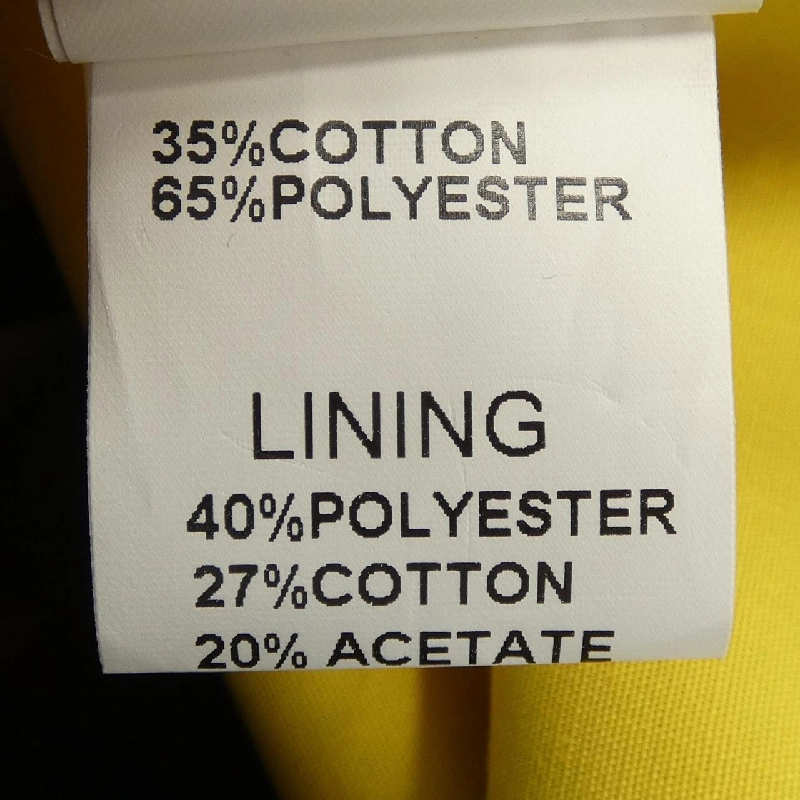 35%COTTON
65%POLYESTER
LINING
40%POLYESTER
27%COTTON
20% ACETATE